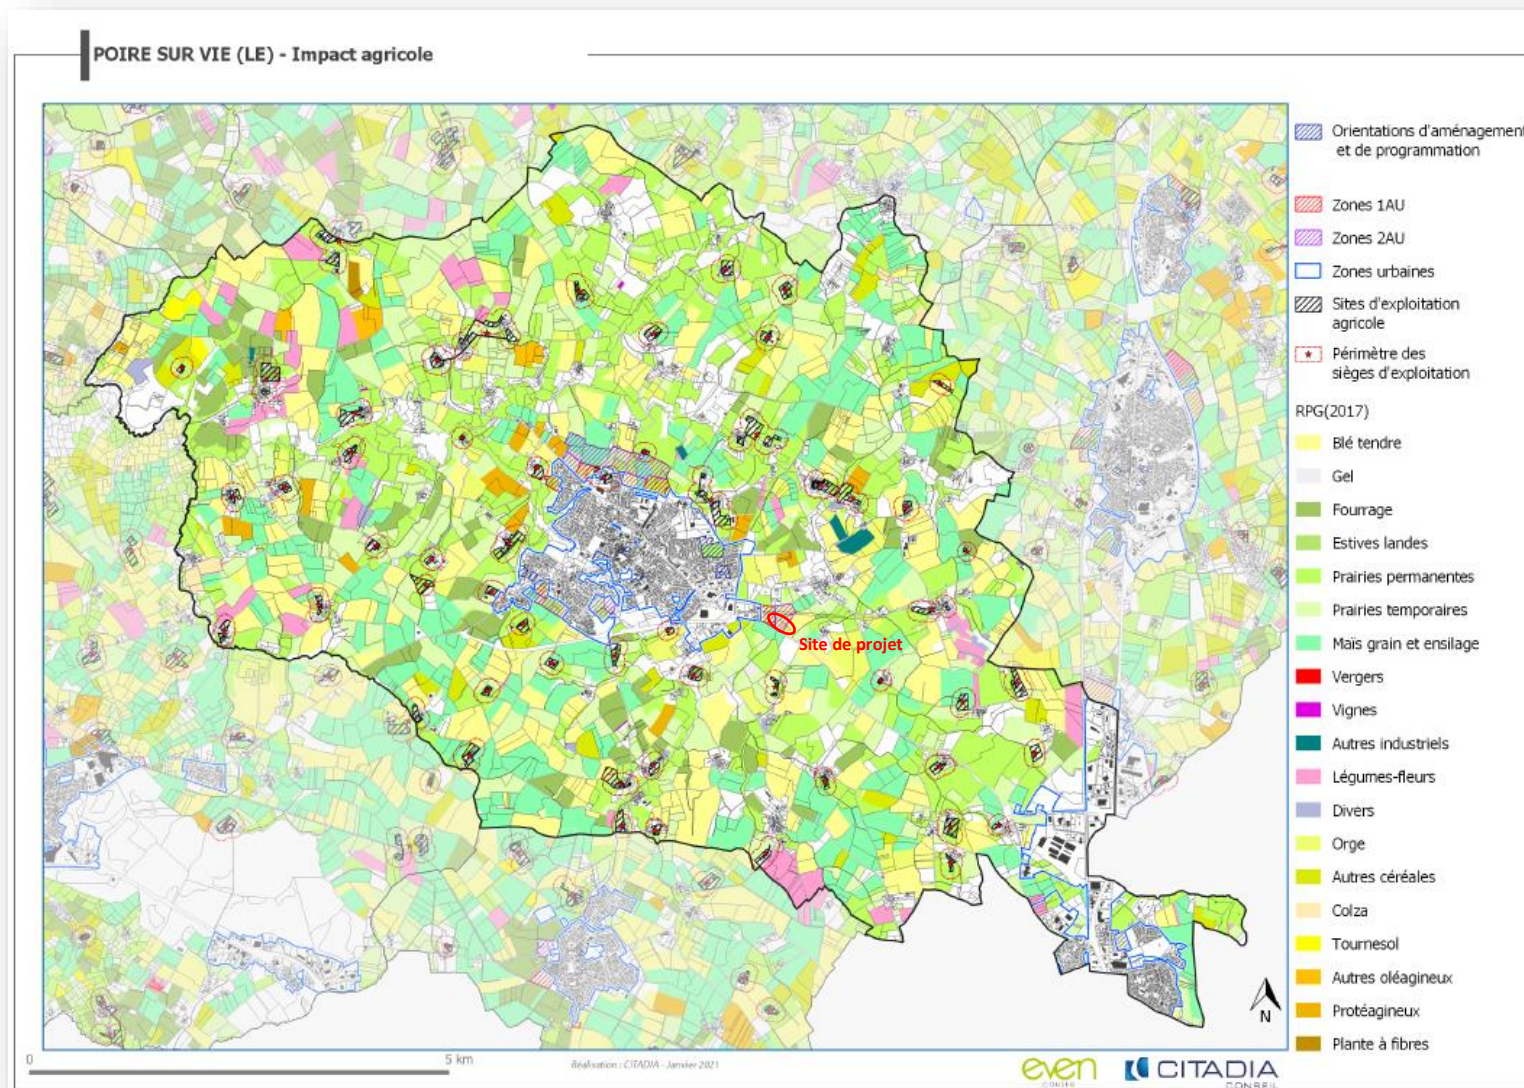 POIRE SUR VIE (LE) - Impact agricole
Orientations d'aménagement
et de programmation
Zones 1AU
Zones 2AU
Zones urbaines
Sites d'exploitation
agricole
Périmètre des
sièges d'exploitation
RPG(2017)
Blé tendre
Gel
Fourrage
Estives landes
Prairies permanentes
Prairies temporaires
Maïs grain et ensilage
Vergers
Vignes
Autres industriels
Légumes-fleurs
Divers
Orge
Autres céréales
Colza
Tournesol
Autres oléagineux
Protéagineux
Plante à fibres
Site de projet
N
0
5 km
Réalisation : CITADIA - Janvier 2021
even
CONSEIL
CITADIA
CONSEIL